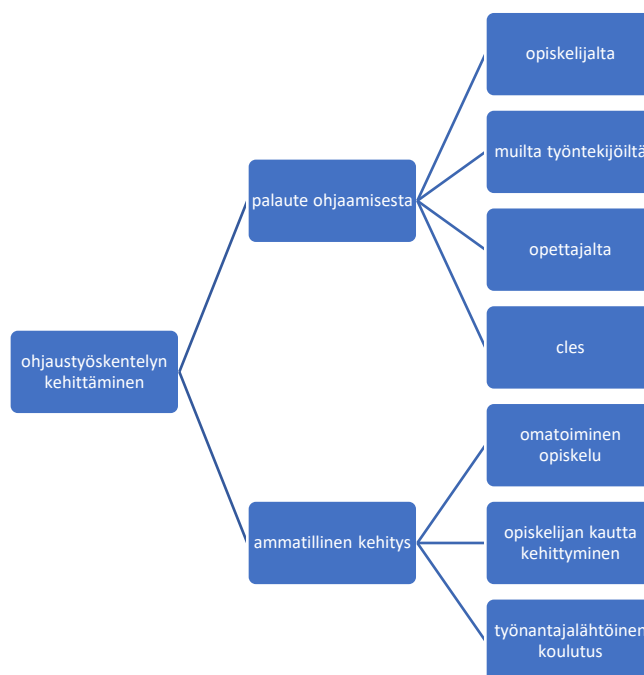 opiskelijalta
muilta työntekijöiltä
palaute ohjaamisesta
opettajalta
cles
ohjaustyöskentelyn
kehittäminen
omatoiminen
opiskelu
ammatillinen kehitys
opiskelijan kautta
kehittyminen
työnantajalähtöinen
koulutus